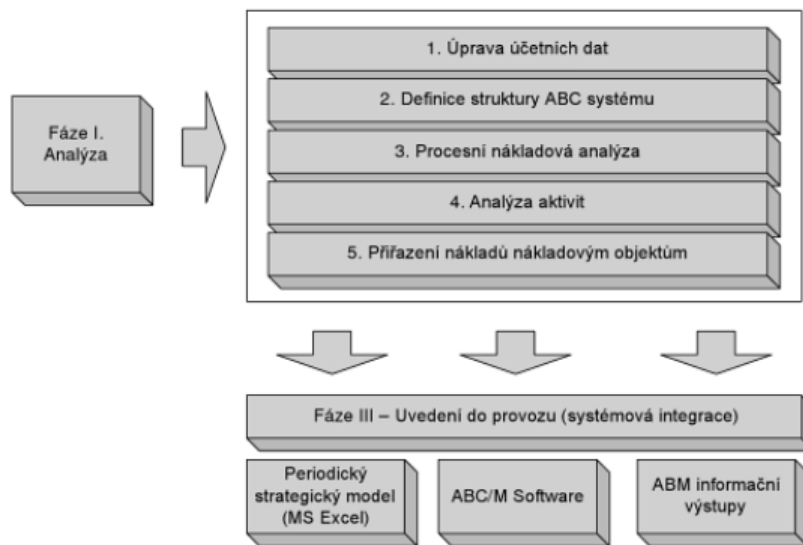 Fáze I.
Analýza
1. Úprava účetních dat
2. Definice struktury ABC systému
3. Procesní nákladová analýza
4. Analýza aktivit
5. Přiřazení nákladů nákladovým objektům
Fáze III – Uvedení do provozu (systémová integrace)
Periodický
strategický model
(MS Excel)
ABC/M Software
ABM informační
výstupy